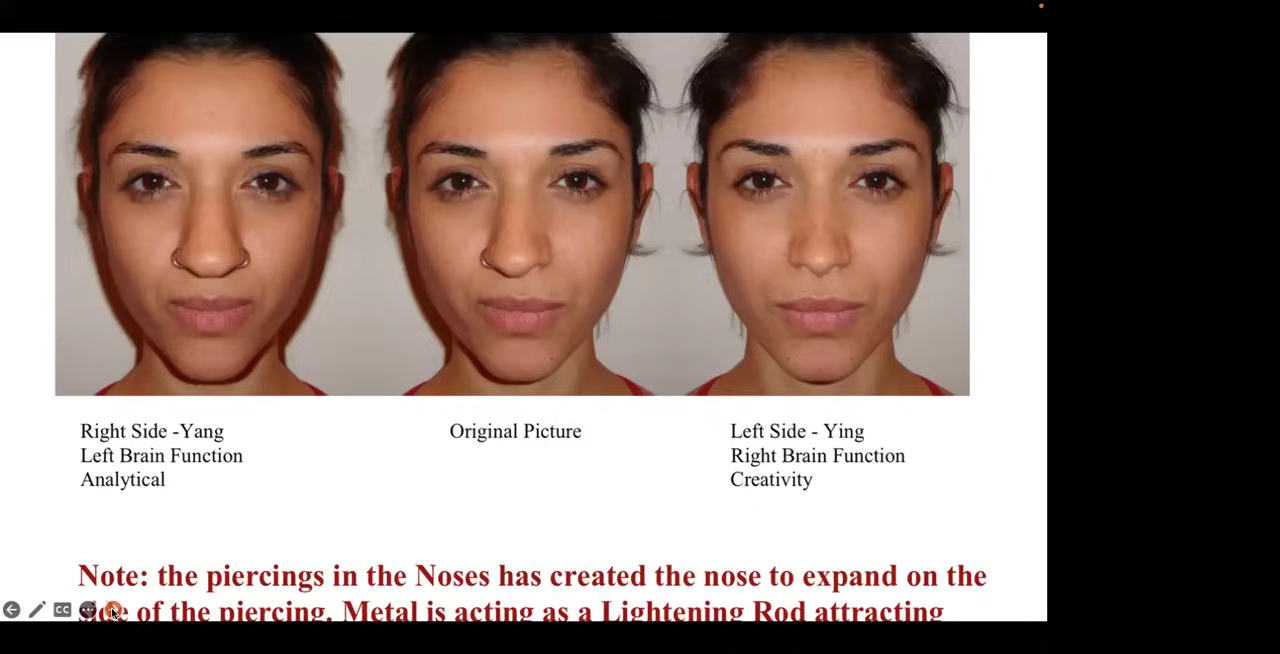 Right Side -Yang
Left Brain Function
Analytical
Original Picture
Left Side - Ying
Right Brain Function
Creativity
Note: the piercings in the Noses has created the nose to expand on the
side of the piercing. Metal is acting as a Lightening Rod attracting
CC